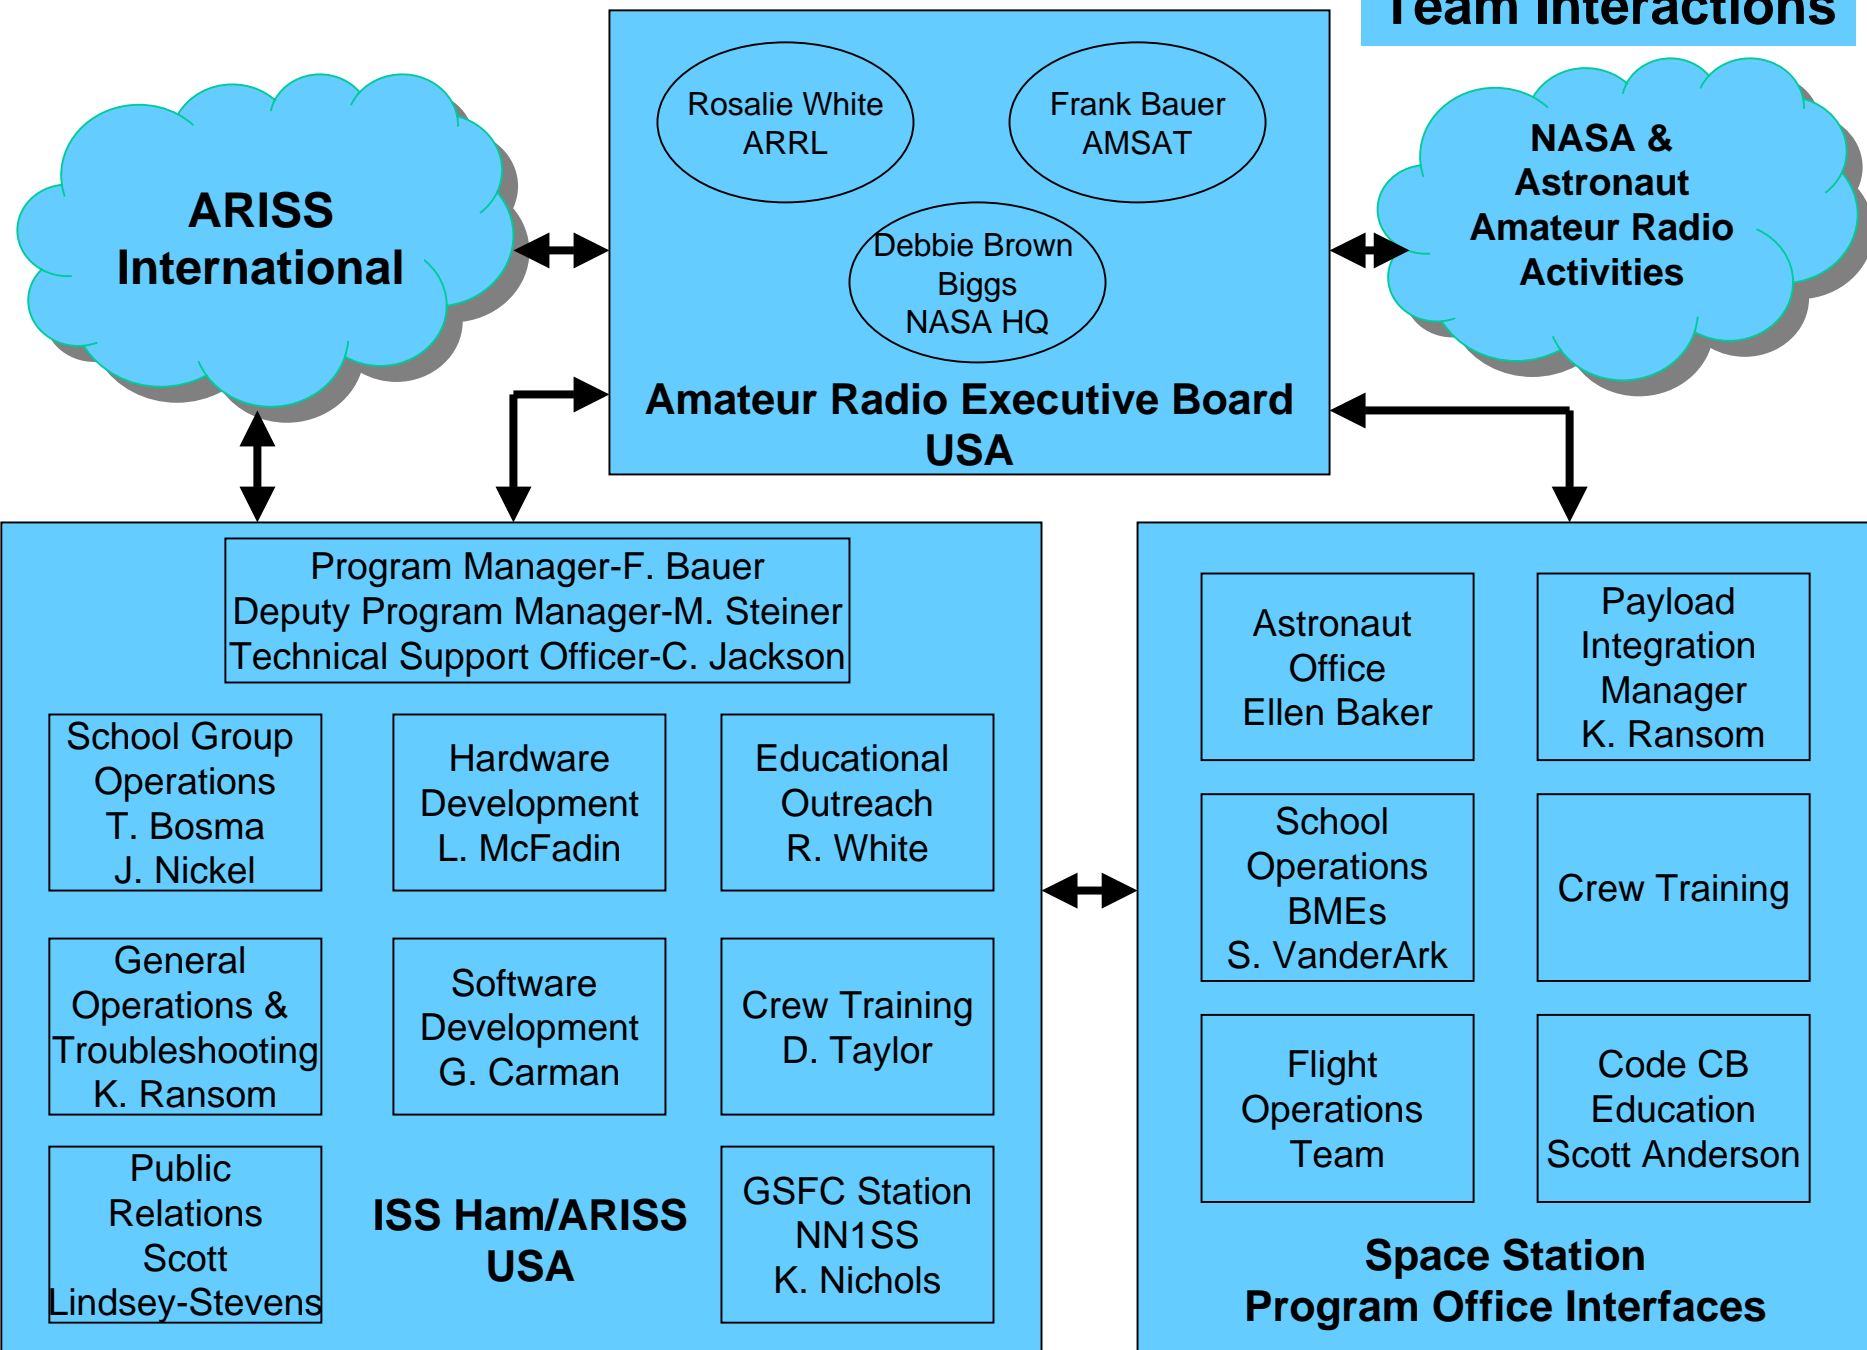 Team Interactions
Rosalie White
ARRL
Frank Bauer
AMSAT
Debbie Brown
Biggs
NASA HQ
Amateur Radio Executive Board
USA
ARISS
International
NASA &
Astronaut
Amateur Radio
Activities
Program Manager-F. Bauer
Deputy Program Manager-M. Steiner
Technical Support Officer-C. Jackson
School Group
Operations
T. Bosma
J. Nickel
Hardware
Development
L. McFadin
Educational
Outreach
R. White
General
Operations &
Troubleshooting
K. Ransom
Software
Development
G. Carman
Crew Training
D. Taylor
Public
Relations
Scott
Lindsey-Stevens
ISS Ham/ARISS
USA
GSFC Station
NN1SS
K. Nichols
Astronaut
Office
Ellen Baker
Payload
Integration
Manager
K. Ransom
School
Operations
BMEs
S. VanderArk
Crew Training
Flight
Operations
Team
Code CB
Education
Scott Anderson
Space Station
Program Office Interfaces